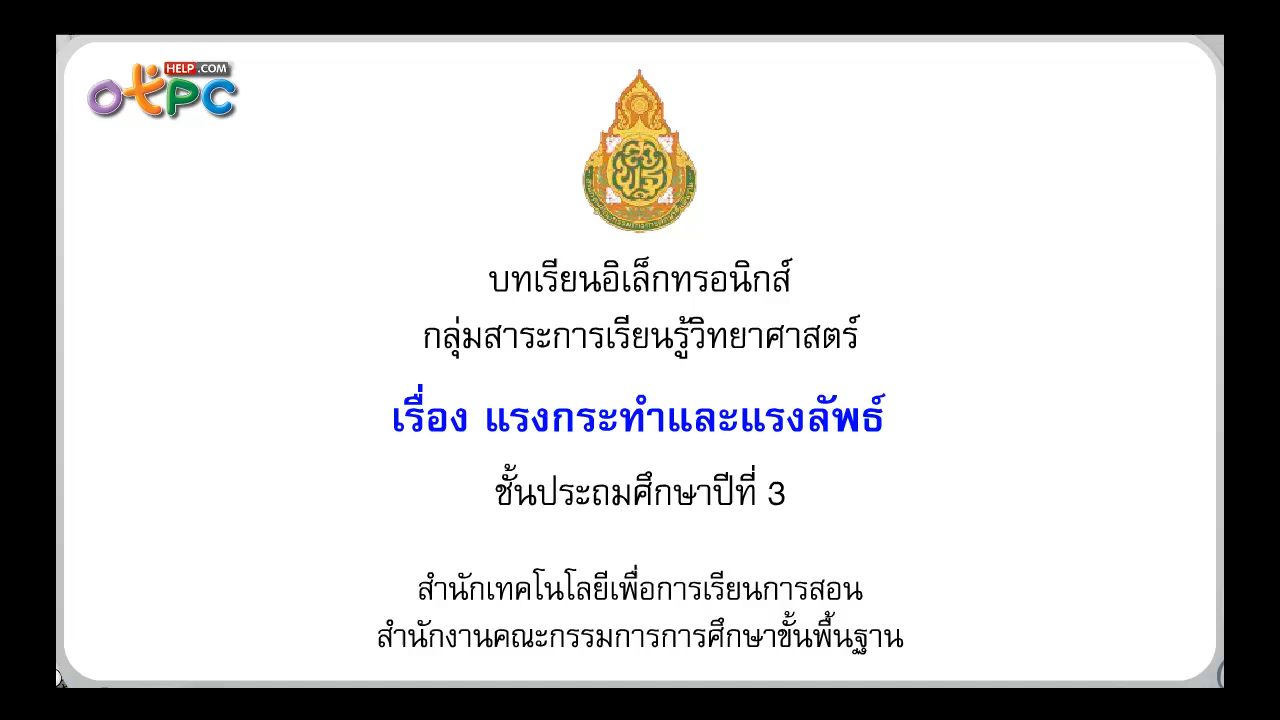 otPC HELP.COM
บทเรียนอิเล็กทรอนิกส์
กลุ่มสาระการเรียนรู้วิทยาศาสตร์
เรื่อง แรงกระทำและแรงลัพธ์
ชั้นประถมศึกษาปีที่ 3
สำนักเทคโนโลยีเพื่อการเรียนการสอน
สำนักงานคณะกรรมการการศึกษาขั้นพื้นฐาน